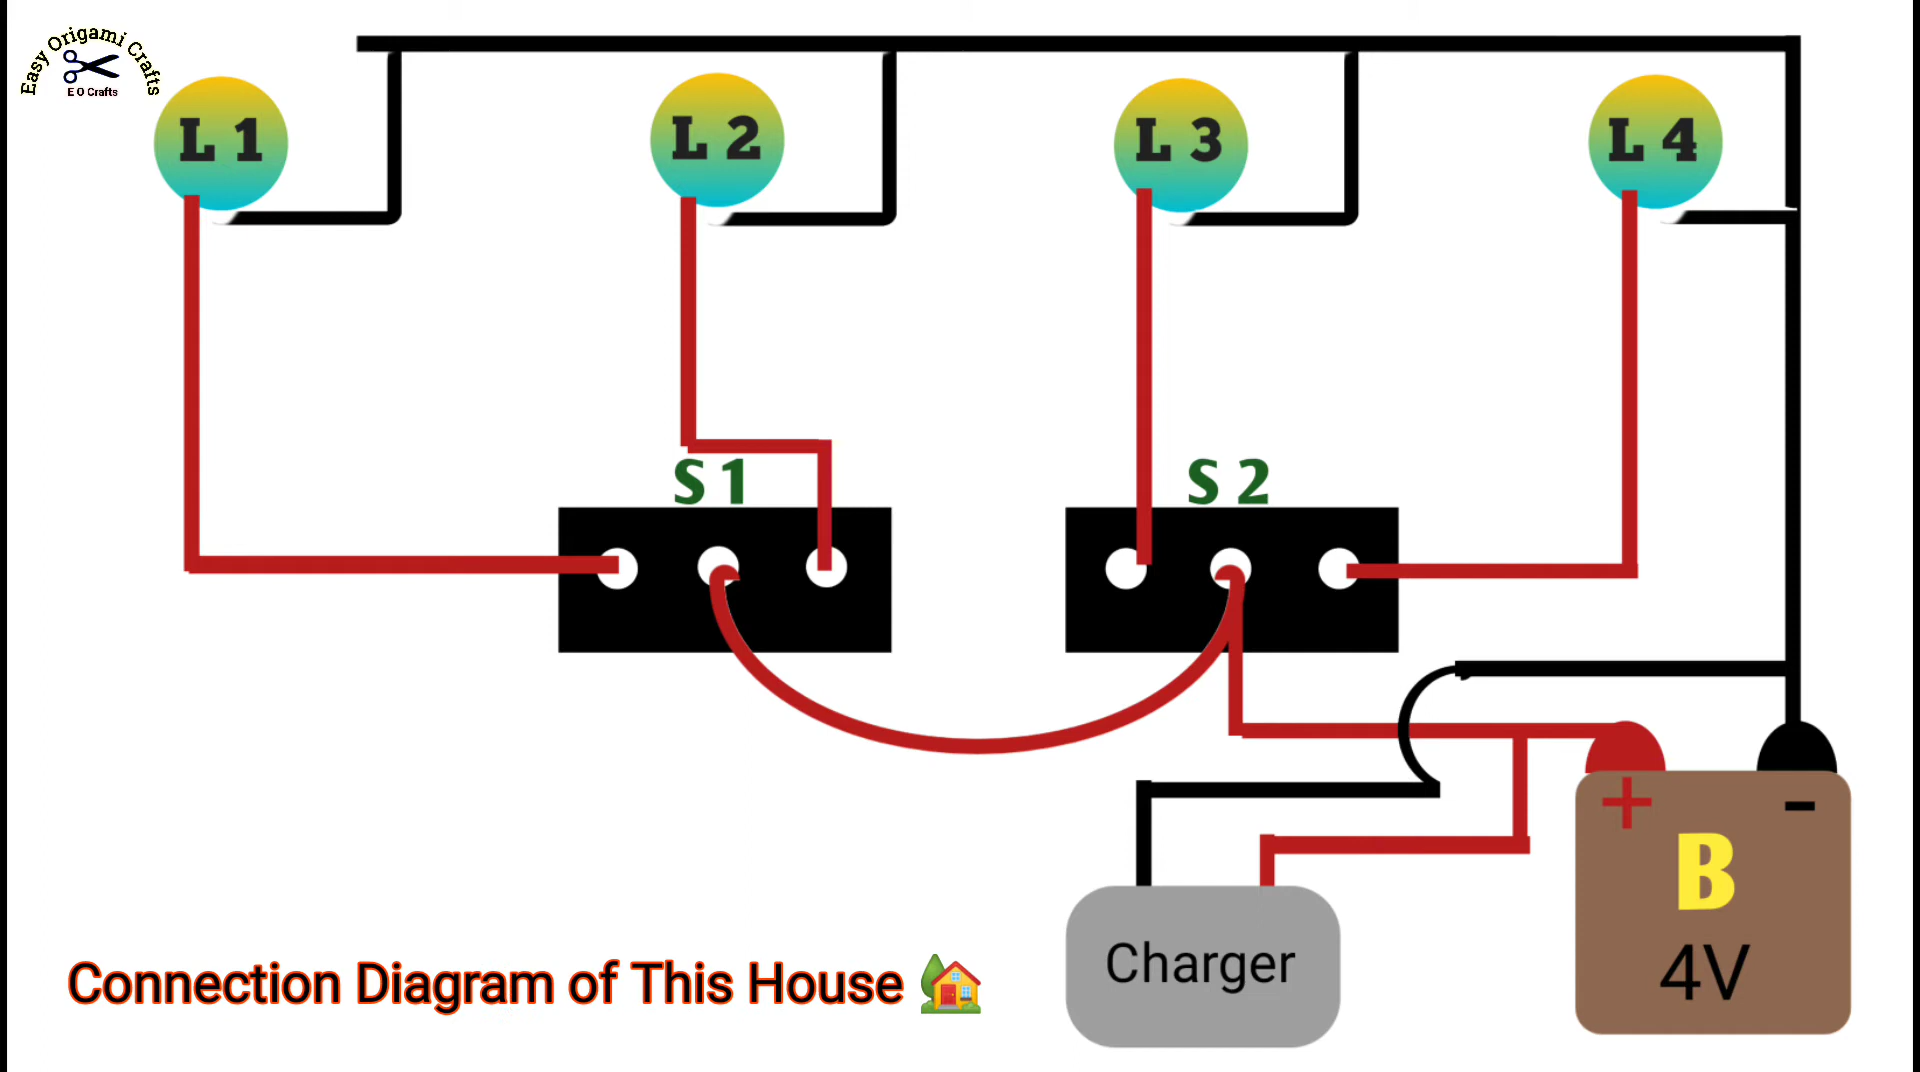 Easy Origami Crafts
E O Crafts
L 1
L 2
L 3
L 4
S 1
S 2
+
-
B
4V
Charger
Connection Diagram of This House 🏡